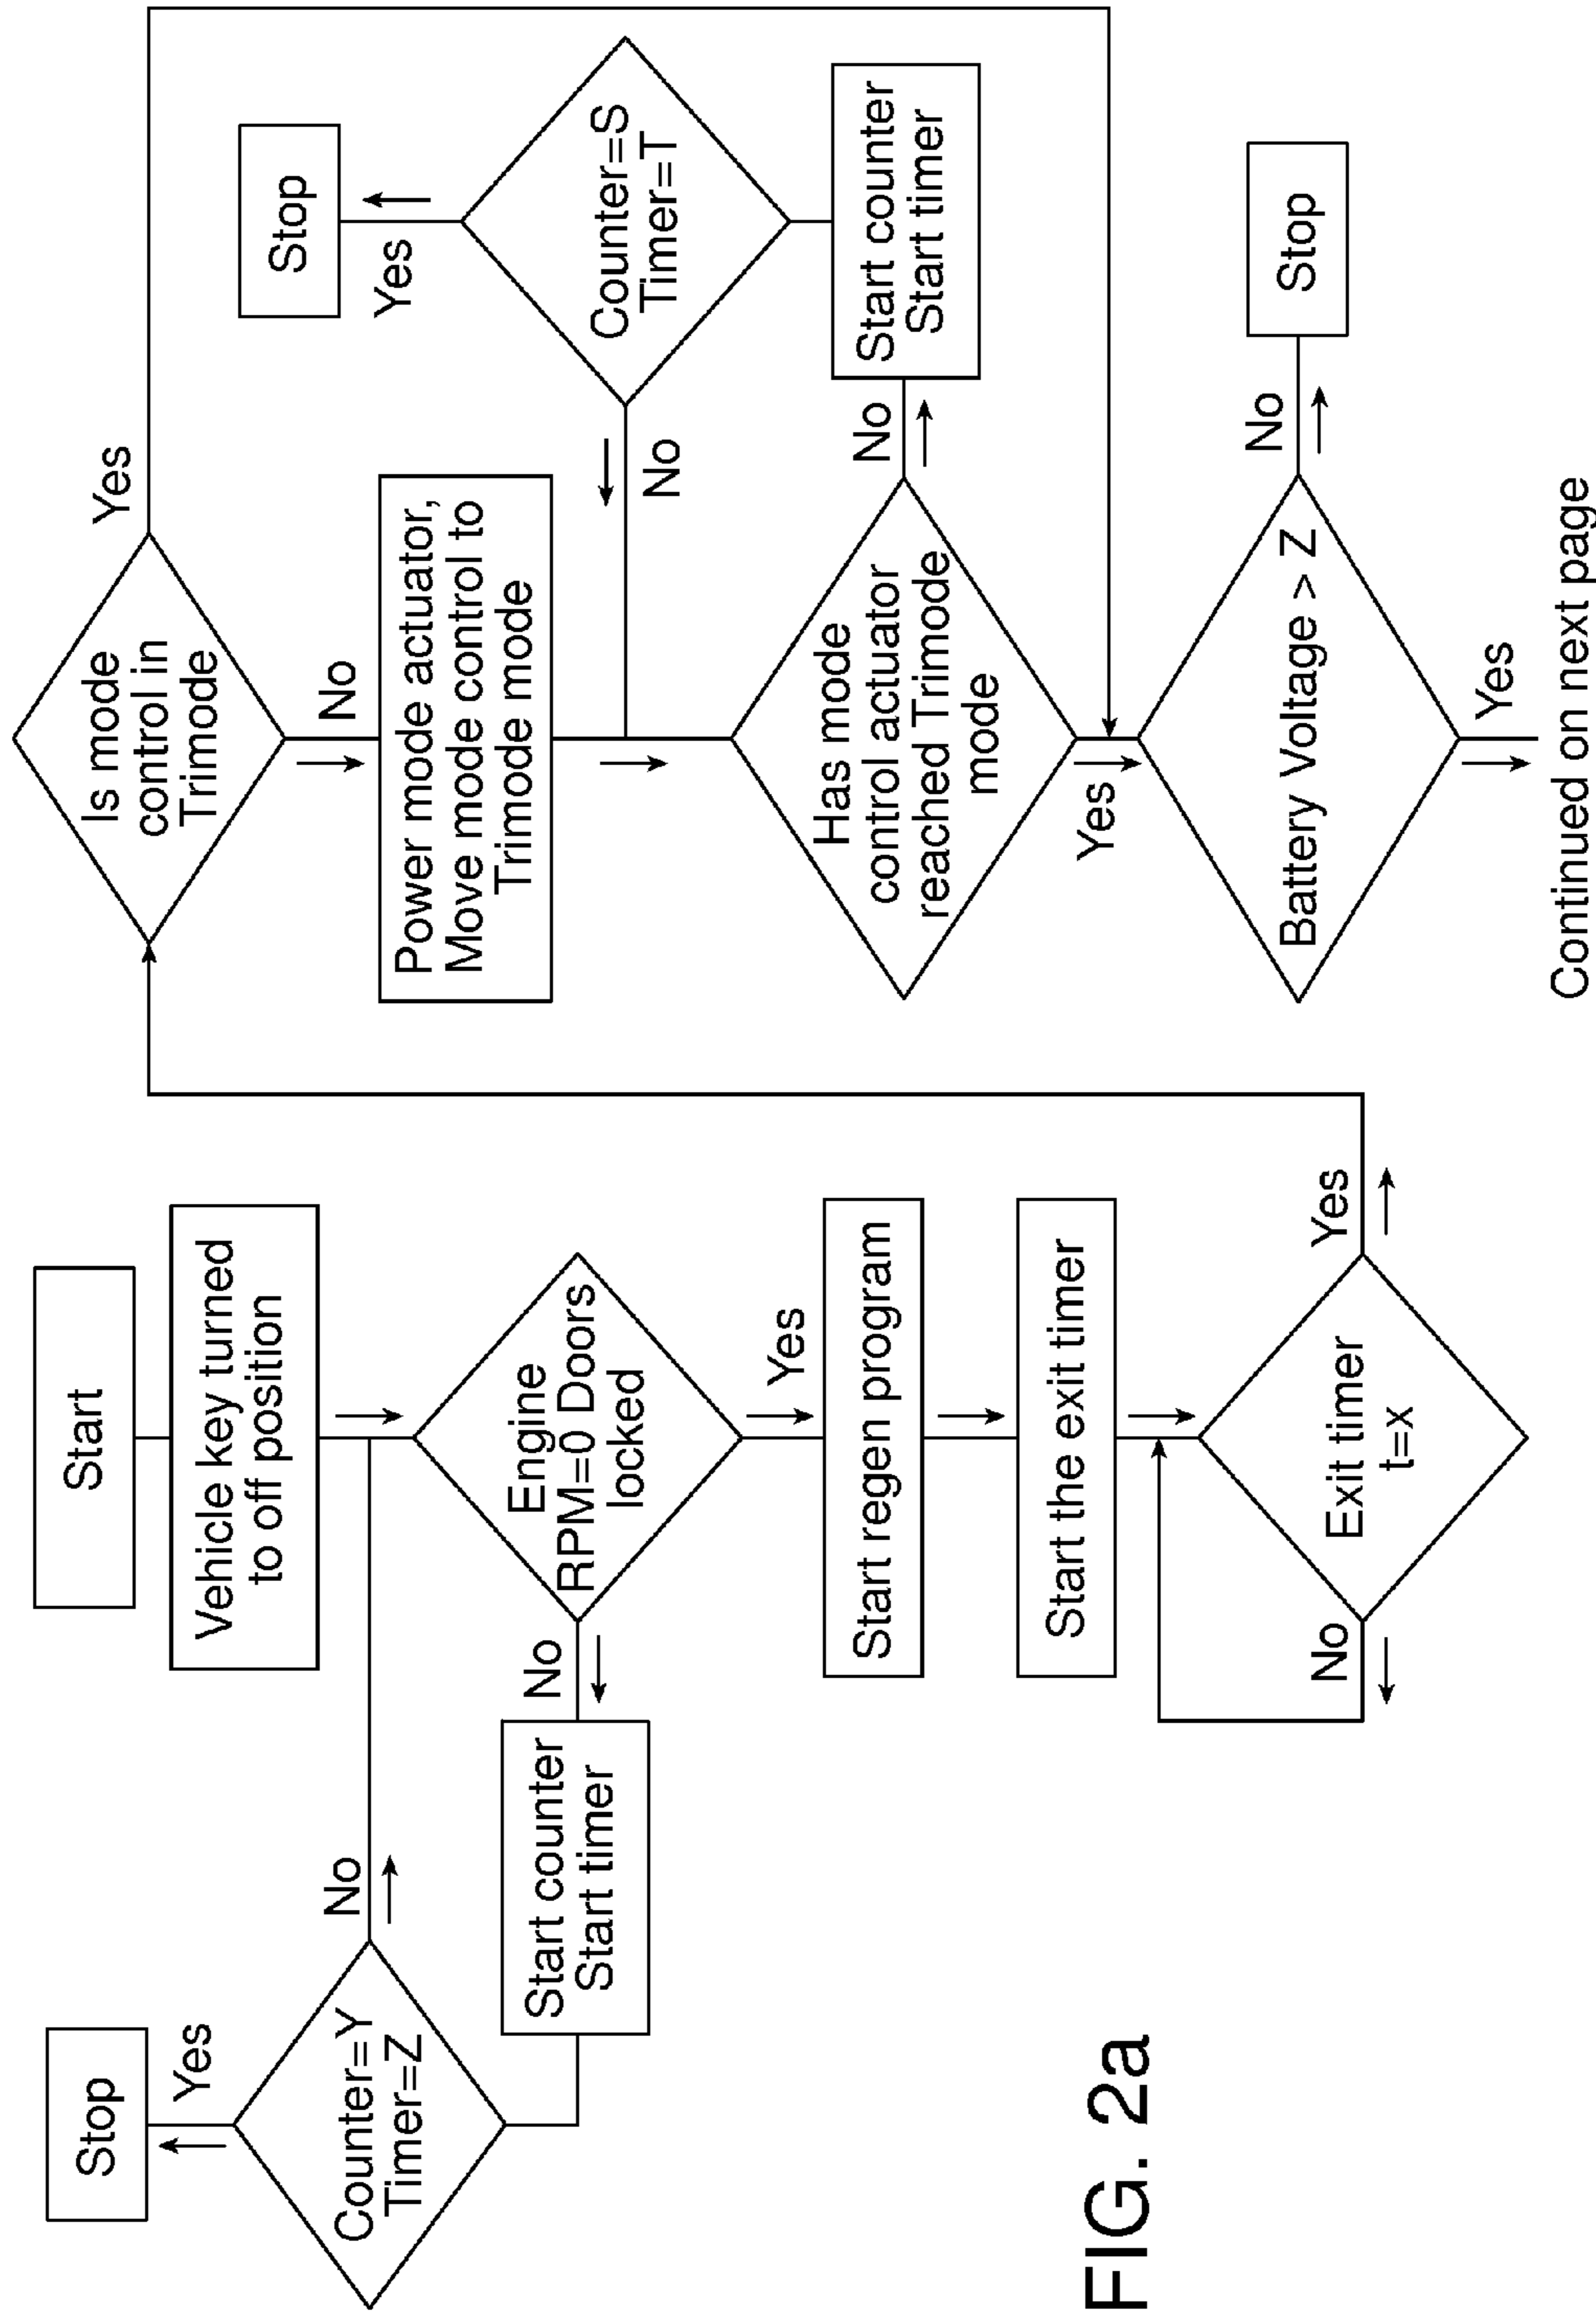 Start
Vehicle key turned
to off position
Engine
RPM=0 Doors
locked
No
Start counter
Start timer
Counter=Y
Timer=Z
Yes
Stop
No
Yes
Start regen program
Start the exit timer
Exit timer
t=x
No
Yes
Is mode
control in
Trimode
Yes
No
Power mode actuator,
Move mode control to
Trimode mode
Has mode
control actuator
reached Trimode
mode
No
Start counter
Start timer
Counter=S
Timer=T
Yes
Stop
No
Yes
Battery Voltage > Z
No
Stop
Yes
Continued on next page
FIG. 2a